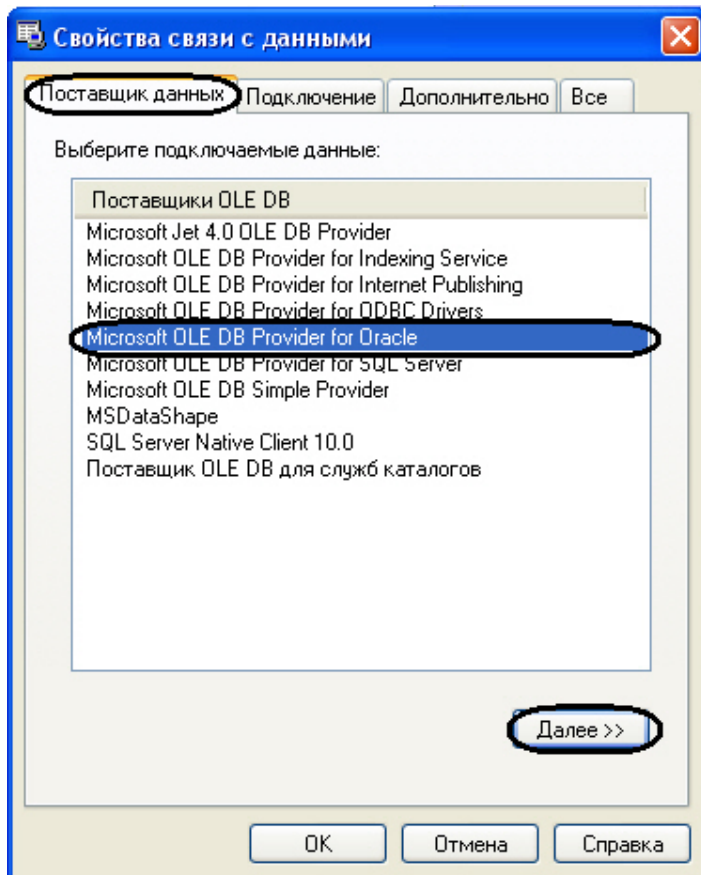 Свойства связи с данными
Поставщик данных Подключение Дополнительно Все
Выберите подключаемые данные:
Поставщики OLE DB
Microsoft Jet 4.0 OLE DB Provider
Microsoft OLE DB Provider for Indexing Service
Microsoft OLE DB Provider for Internet Publishing
Microsoft OLE DB Provider for ODBC Drivers
Microsoft OLE DB Provider for Oracle
Microsoft OLE DB Provider for SQL Server
Microsoft OLE DB Simple Provider
MSDataShape
SQL Server Native Client 10.0
Поставщик OLE DB для служб каталогов
Далее >>
OK Отмена Справка